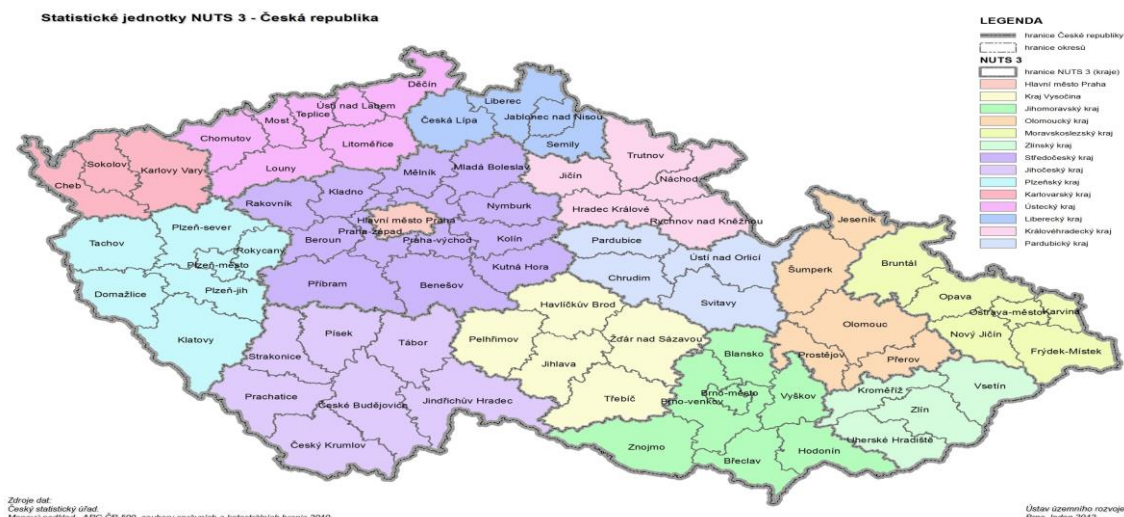 Statistické jednotky NUTS 3 - Česká republika
LEGENDA
hranice České republiky
hranice okresů
NUTS 3
hranice NUTS 3 (kraje)
Hlavní město Praha
Kraj Vysočina
Jihomoravský kraj
Olomoucký kraj
Moravskoslezský kraj
Zlínský kraj
Středočeský kraj
Jihočeský kraj
Plzeňský kraj
Karlovarský kraj
Ústecký kraj
Liberecký kraj
Královéhradecký kraj
Pardubický kraj
Děčín
Ústí nad Labem
Teplice
Most
Chomutov
Litoměřice
Louny
Liberec
Česká Lípa
Jablonec nad Nisou
Semily
Sokolov
Karlovy Vary
Cheb
Trutnov
Jičín
Náchod
Hradec Králové
Rychnov nad Kněžnou
Mělník
Mladá Boleslav
Kladno
Rakovník
Nymburk
Hlavní město Praha
Praha-západ
Praha-východ
Beroun
Kolín
Kutná Hora
Příbram
Benešov
Plzeň-sever
Tachov
Rokycany
Plzeň-město
Plzeň-jih
Domažlice
Klatovy
Pardubice
Ústí nad Orlicí
Chrudim
Svitavy
Jeseník
Šumperk
Olomouc
Prostějov
Přerov
Bruntál
Opava
Ostrava-město
Karvina
Nový Jičín
Frýdek-Místek
Havlíčkův Brod
Pelhřimov
Žďár nad Sázavou
Jihlava
Třebíč
Písek
Tábor
Strakonice
Prachatice
České Budějovice
Jindřichův Hradec
Český Krumlov
Blansko
Brno-město
Brno-venkov
Vyškov
Znojmo
Břeclav
Hodonín
Kroměříž
Vsetín
Zlín
Uherské Hradiště
Zdroje dat:
Český statistický úřad.
Ústav územního rozvoje